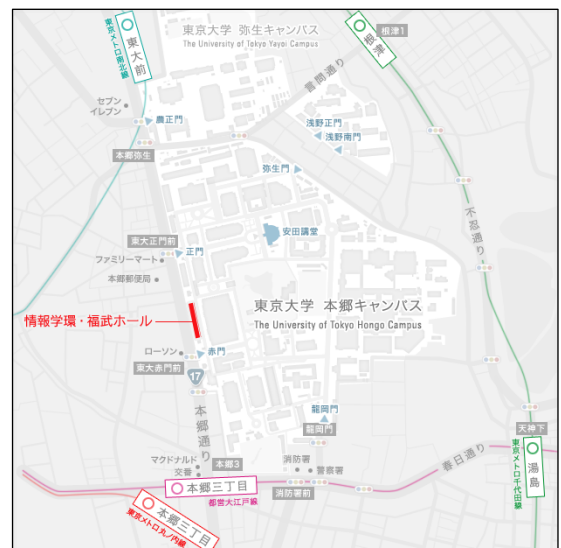 東京大学 弥生キャンパス
The University of Tokyo Yayoi Campus
東京メトロ南北線
東大前
根津
根津1
言問通り
セブン
イレブン
農正門
浅野正門
浅野南門
本郷弥生
弥生門
不忍通り
東大正門前
正門
安田講堂
ファミリーマート
本郷郵便局
東京大学 本郷キャンパス
The University of Tokyo Hongo Campus
情報学環・福武ホール
ローソン
赤門
東大赤門前
17
本郷通り
龍岡門
龍岡門
天神下
マクドナルド
交番
本郷3
消防署
警察署
春日通り
東京メトロ千代田線
湯島
本郷三丁目
都営大江戸線
消防署前
本郷三丁目
東京メトロ丸ノ内線